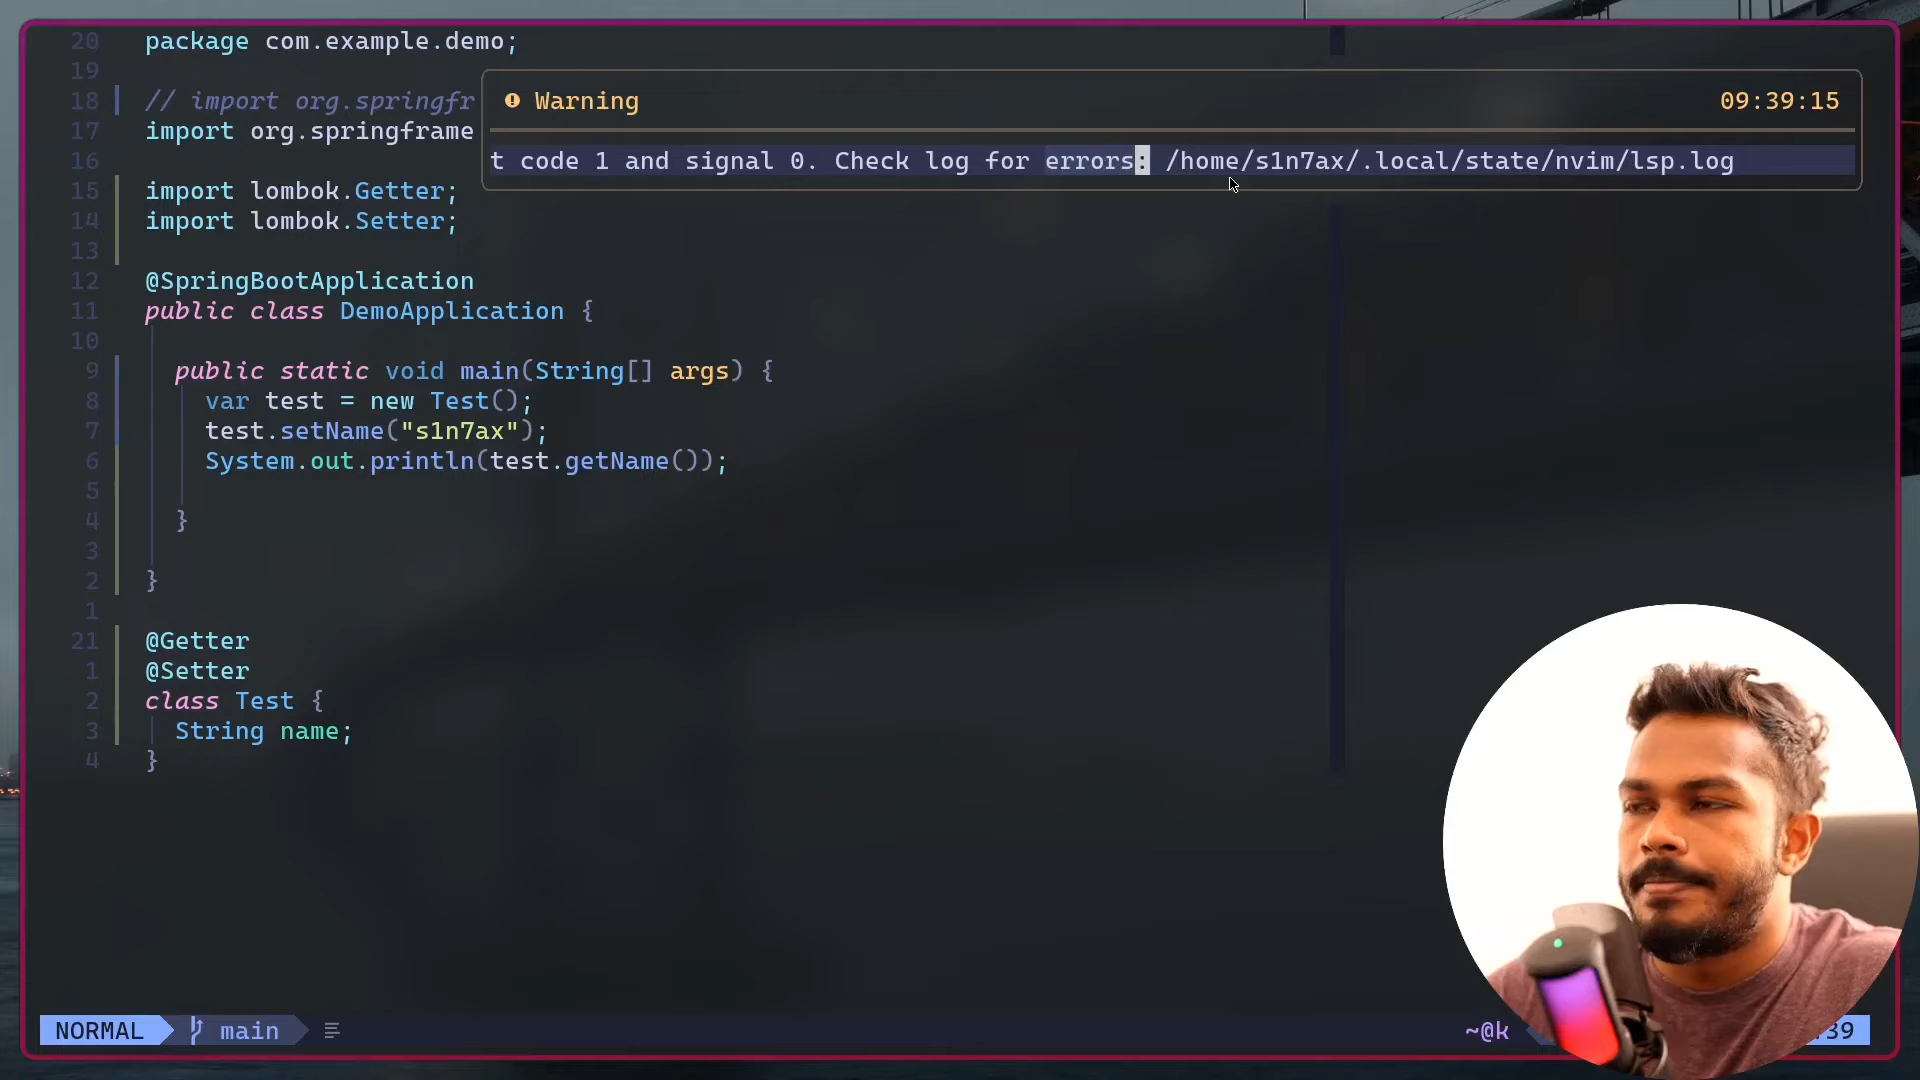 20 package com.example.demo;
19
18 // import org.springfr
17 import org.springframe
Warning 09:39:15
t code 1 and signal 0. Check log for errors: /home/s1n7ax/.local/state/nvim/lsp.log
16
15 import lombok.Getter;
14 import lombok.Setter;
13
12 @SpringBootApplication
11 public class DemoApplication {
10
9 public static void main(String[] args) {
8 var test = new Test();
7 test.setName("s1n7ax");
6 System.out.println(test.getName());
5
4 }
3
2 }
1
21 @Getter
1 @Setter
2 class Test {
3 String name;
4 }
NORMAL main ~@k 39